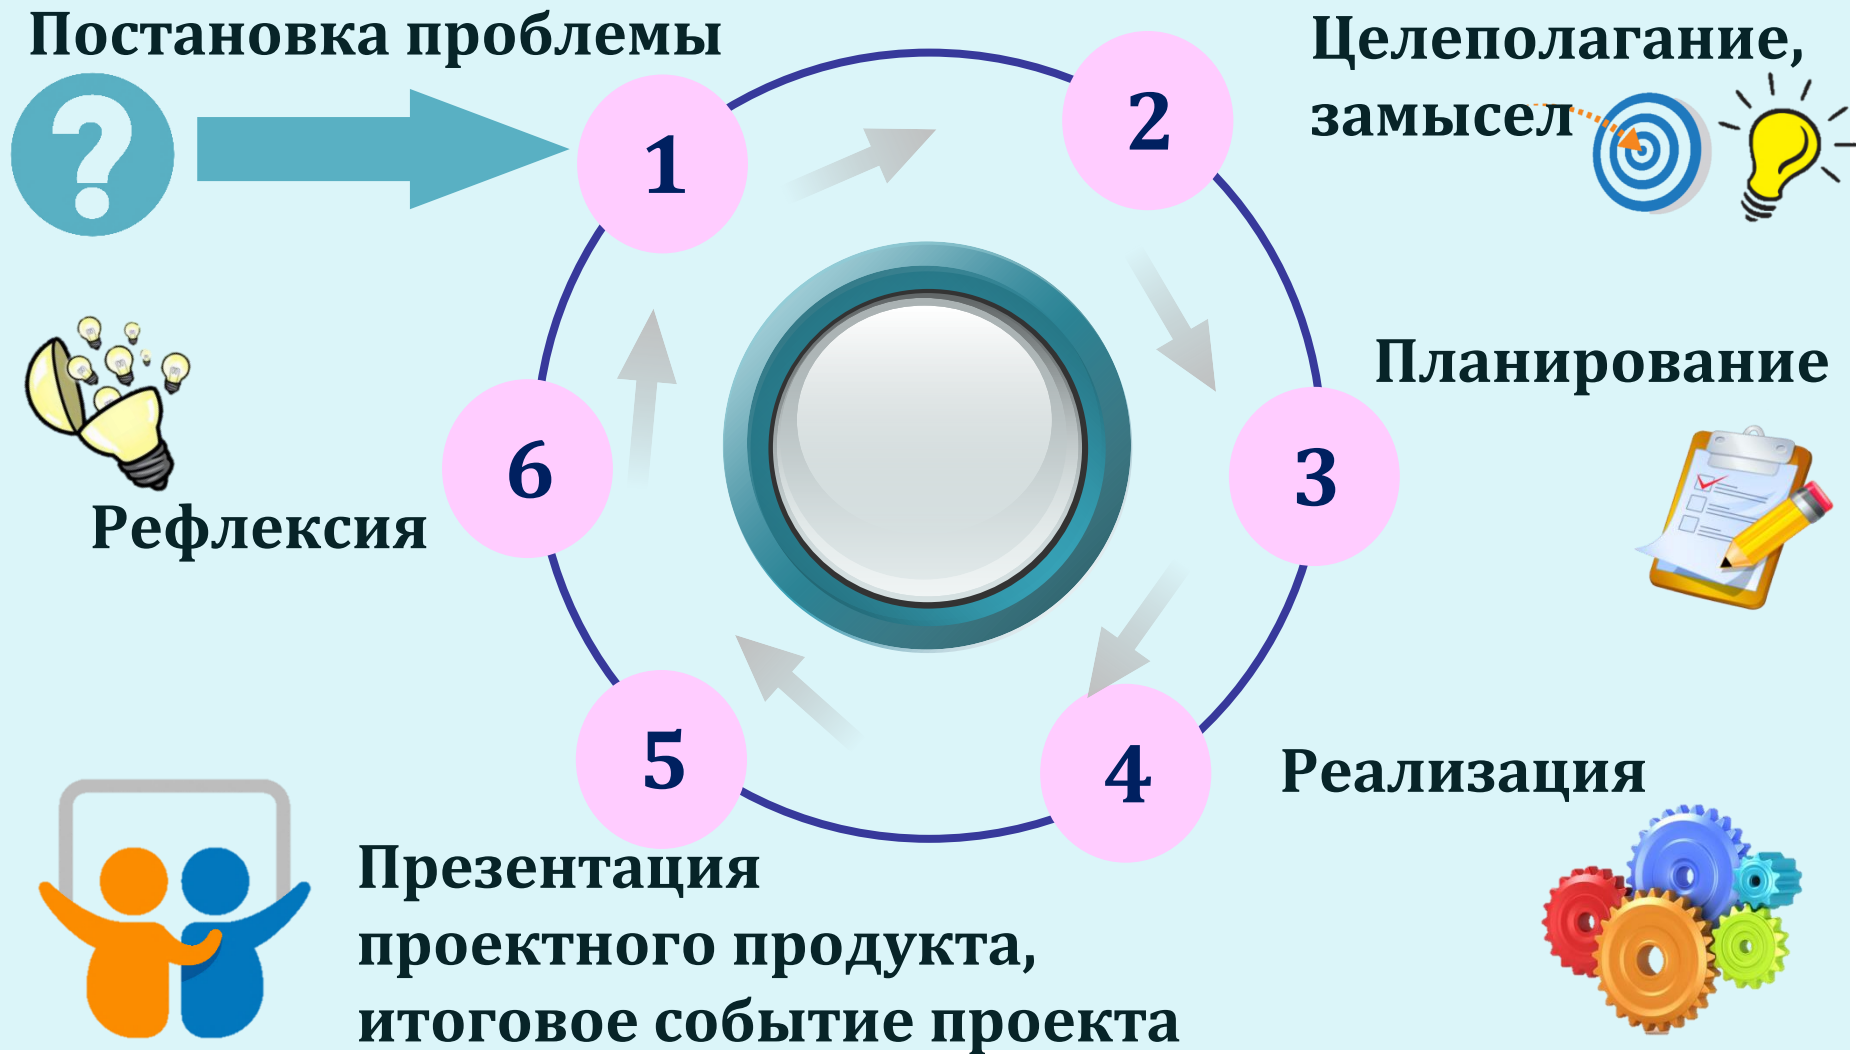 Постановка проблемы
1
2
Целеполагание,
замысел
3
Планирование
4
Реализация
5
Презентация
проектного продукта,
итоговое событие проекта
6
Рефлексия